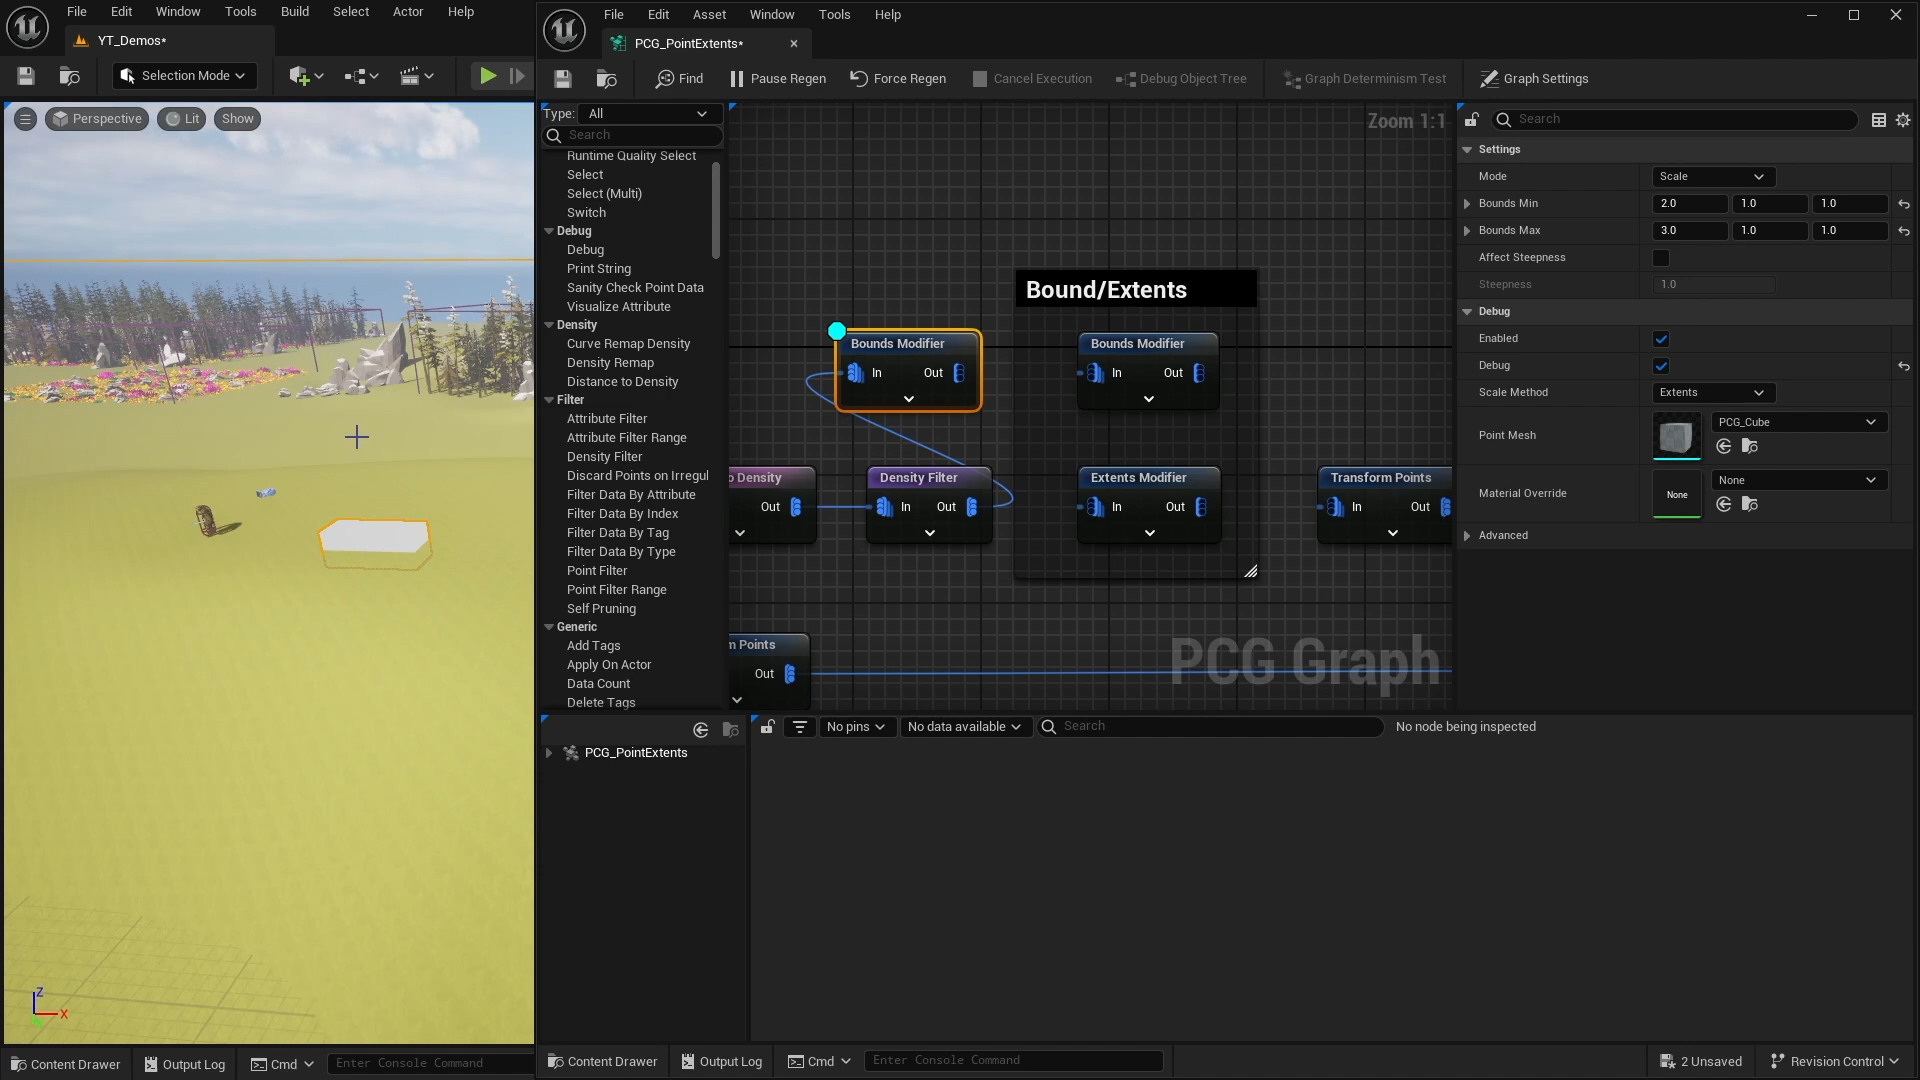 File Edit Window Tools Build Select Actor Help
YT_Demos*
Selection Mode
Perspective Lit Show
Z
X
Content Drawer Output Log Cmd Enter Console Command
File Edit Asset Window Tools Help
PCG_PointExtents*
Find Pause Regen Force Regen Cancel Execution Debug Object Tree Graph Determinism Test Graph Settings
Type: All
Search
Runtime Quality Select
Select
Select (Multi)
Switch
Debug
Debug
Print String
Sanity Check Point Data
Visualize Attribute
Density
Curve Remap Density
Density Remap
Distance to Density
Filter
Attribute Filter
Attribute Filter Range
Density Filter
Discard Points on Irregul
Filter Data By Attribute
Filter Data By Index
Filter Data By Tag
Filter Data By Type
Point Filter
Point Filter Range
Self Pruning
Generic
Add Tags
Apply On Actor
Data Count
Delete Tags
Zoom 1:1
Bound/Extents
Bounds Modifier
In Out
Bounds Modifier
In Out
o Density
Out
Density Filter
In Out
Extents Modifier
In Out
Transform Points
In Out
m Points
Out
PCG Graph
Search
Settings
Mode Scale
Bounds Min 2.0 1.0 1.0
Bounds Max 3.0 1.0 1.0
Affect Steepness
Steepness 1.0
Debug
Enabled
Debug
Scale Method Extents
Point Mesh PCG_Cube
Material Override None None
Advanced
PCG_PointExtents
No pins No data available Search No node being inspected
Content Drawer Output Log Cmd Enter Console Command 2 Unsaved Revision Control